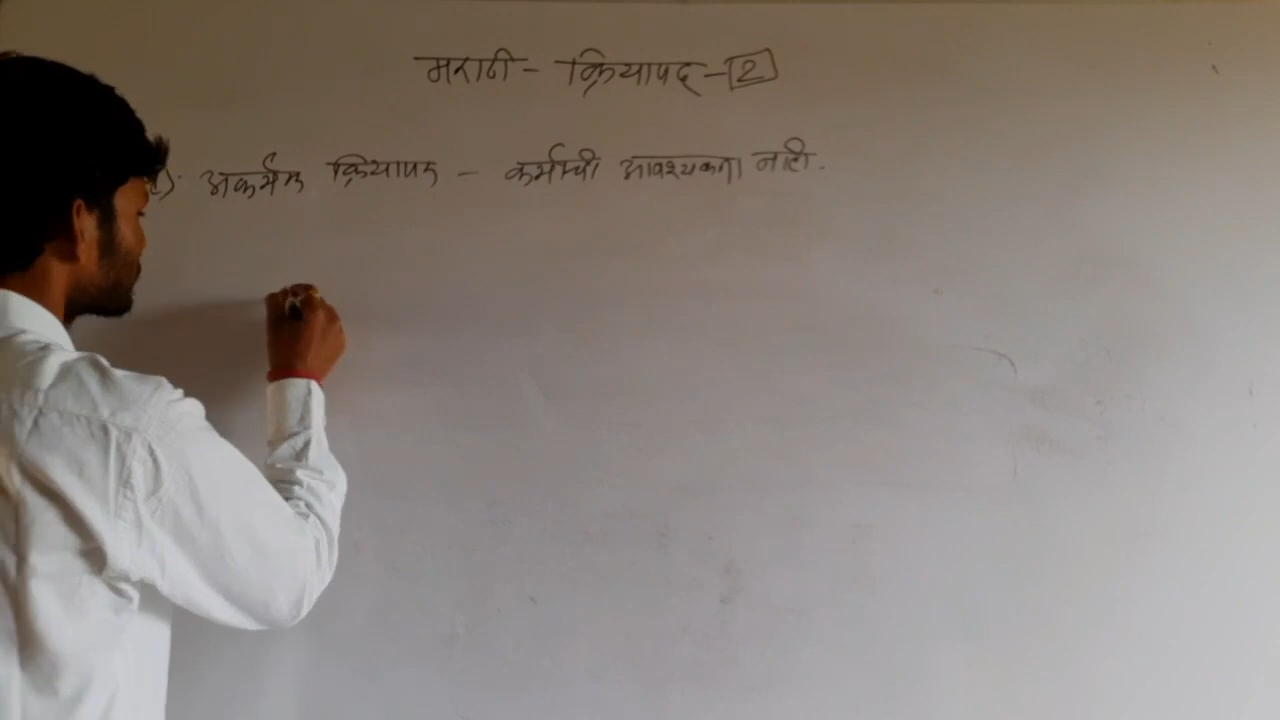 मराठी - क्रियापद - 2
अकर्मक क्रियापद - कर्माची आवश्यकता नाही.